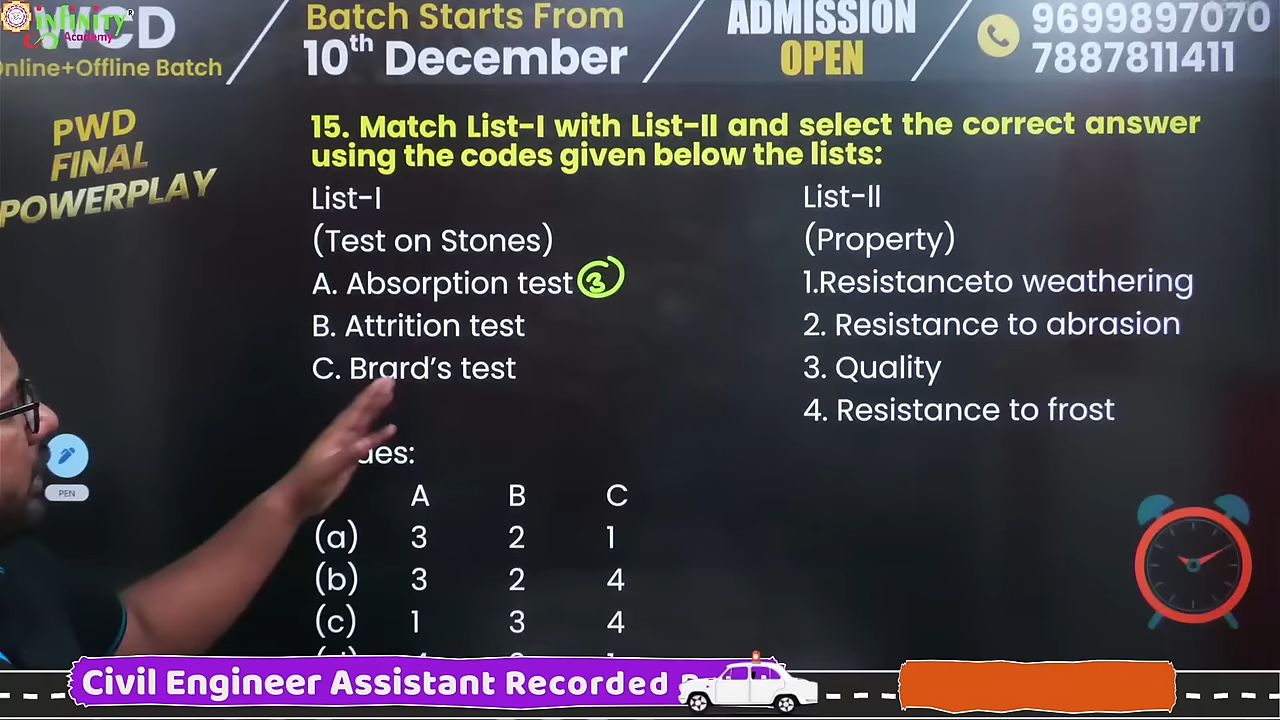 infinity
Academy
CD
Online+Offline Batch
Batch Starts From
10th December
ADMISSION
OPEN
9699897070
7887811411
PWD
FINAL
POWERPLAY
15. Match List-I with List-II and select the correct answer
using the codes given below the lists:
List-I
(Test on Stones)
A. Absorption test 3
B. Attrition test
C. Brard’s test
List-II
(Property)
1.Resistanceto weathering
2. Resistance to abrasion
3. Quality
4. Resistance to frost
PEN
A B C
(a) 3 2 1
(b) 3 2 4
(c) 1 3 4
Civil Engineer Assistant Recorded